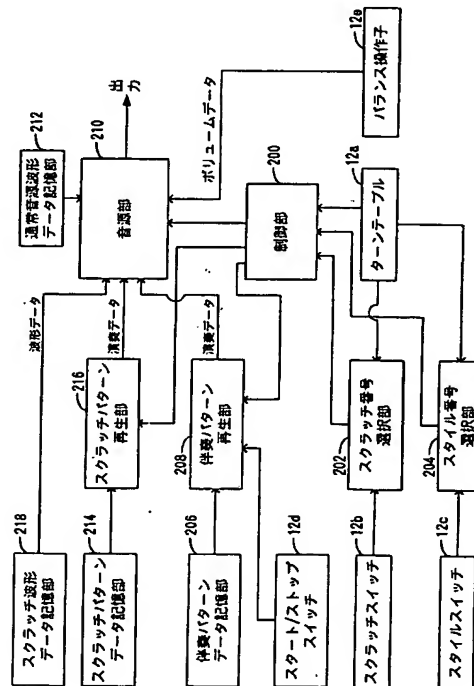 12c
スタイルスイッチ
12b
スクラッチスイッチ
12d
スタート/ストップ
スイッチ
206
伴奏パターン
データ記憶部
214
スクラッチパターン
データ記憶部
218
スクラッチ波形
データ記憶部
204
スタイル番号
選択部
202
スクラッチ番号
選択部
208
伴奏パターン
再生部
216
スクラッチパターン
再生部
演奏データ
演奏データ
波形データ
12a
ターンテーブル
200
制御部
210
音源部
212
通常音源波形
データ記憶部
ボリュームデータ
出力
12e
バランス操作子